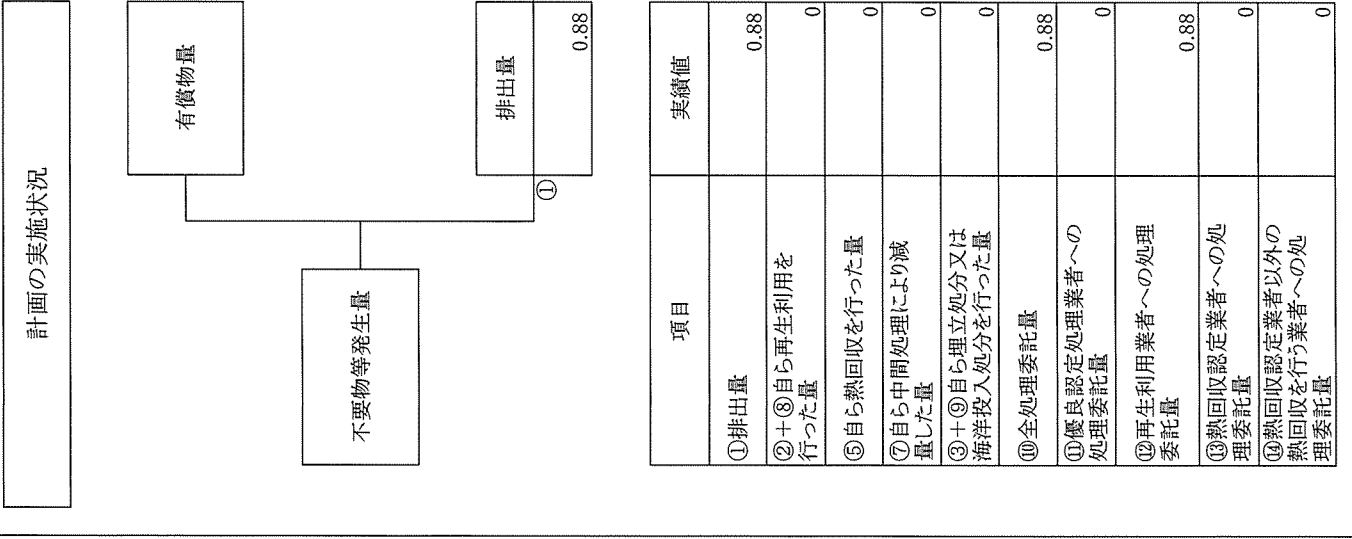 計画の実施状況
有償物量
不要物等発生量
排出量
①
0.88
項目
実績値
①排出量
0.88
②+⑧自ら再生利用を
行った量
0
⑤自ら熱回収を行った量
0
⑦自ら中間処理により減
量した量
0
③+⑨自ら埋立処分又は
海洋投入処分を行った量
0
⑩全処理委託量
0.88
⑪優良認定処理業者への
処理委託量
0
⑫再生利用業者への処理
委託量
0.88
⑬熱回収認定業者への処
理委託量
0
⑭熱回収認定業者以外の
熱回収を行う業者への処
理委託量
0